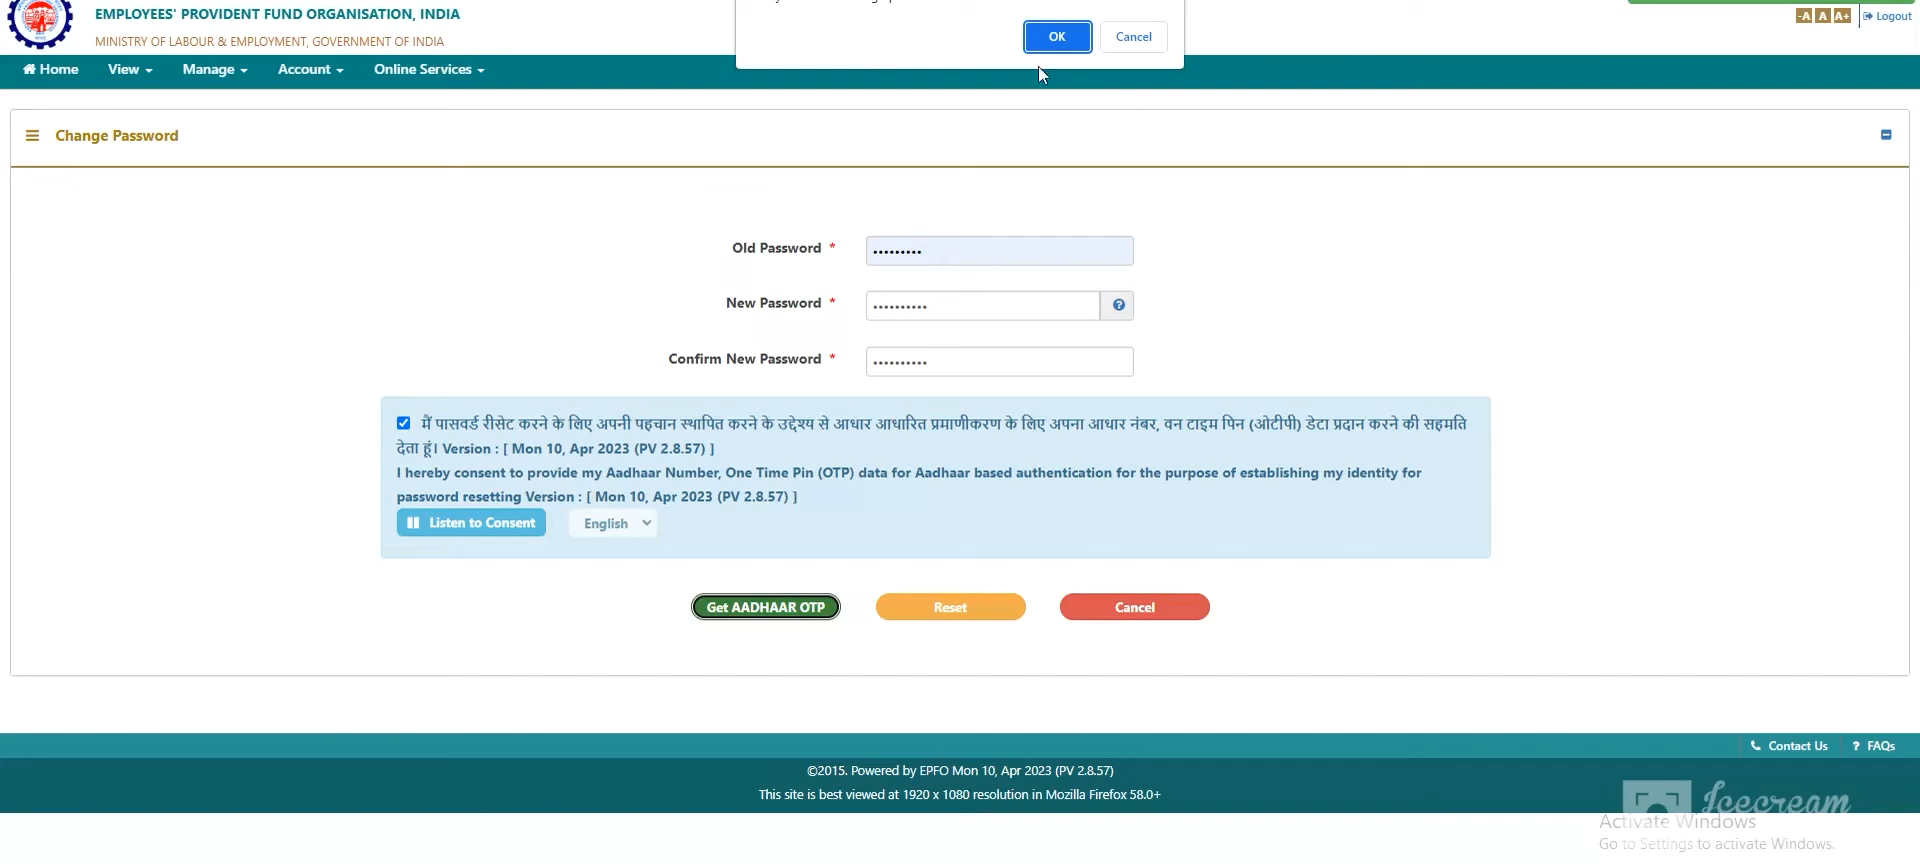 EMPLOYEES' PROVIDENT FUND ORGANISATION, INDIA
MINISTRY OF LABOUR & EMPLOYMENT, GOVERNMENT OF INDIA
OK
Cancel
-A A A+
Logout
Home
View
Manage
Account
Online Services
Change Password
Old Password *
New Password *
Confirm New Password *
मैं पासवर्ड रीसेट करने के लिए अपनी पहचान स्थापित करने के उद्देश्य से आधार आधारित प्रमाणीकरण के लिए अपना आधार नंबर, वन टाइम पिन (ओटीपी) डेटा प्रदान करने की सहमति
देता हूं। Version : [ Mon 10, Apr 2023 (PV 2.8.57) ]
I hereby consent to provide my Aadhaar Number, One Time Pin (OTP) data for Aadhaar based authentication for the purpose of establishing my identity for
password resetting Version : [ Mon 10, Apr 2023 (PV 2.8.57) ]
Listen to Consent
English
Get AADHAAR OTP
Reset
Cancel
Contact Us
? FAQs
©2015. Powered by EPFO Mon 10, Apr 2023 (PV 2.8.57)
This site is best viewed at 1920 x 1080 resolution in Mozilla Firefox 58.0+
Icecream
Activate Windows
Go to Settings to activate Windows.